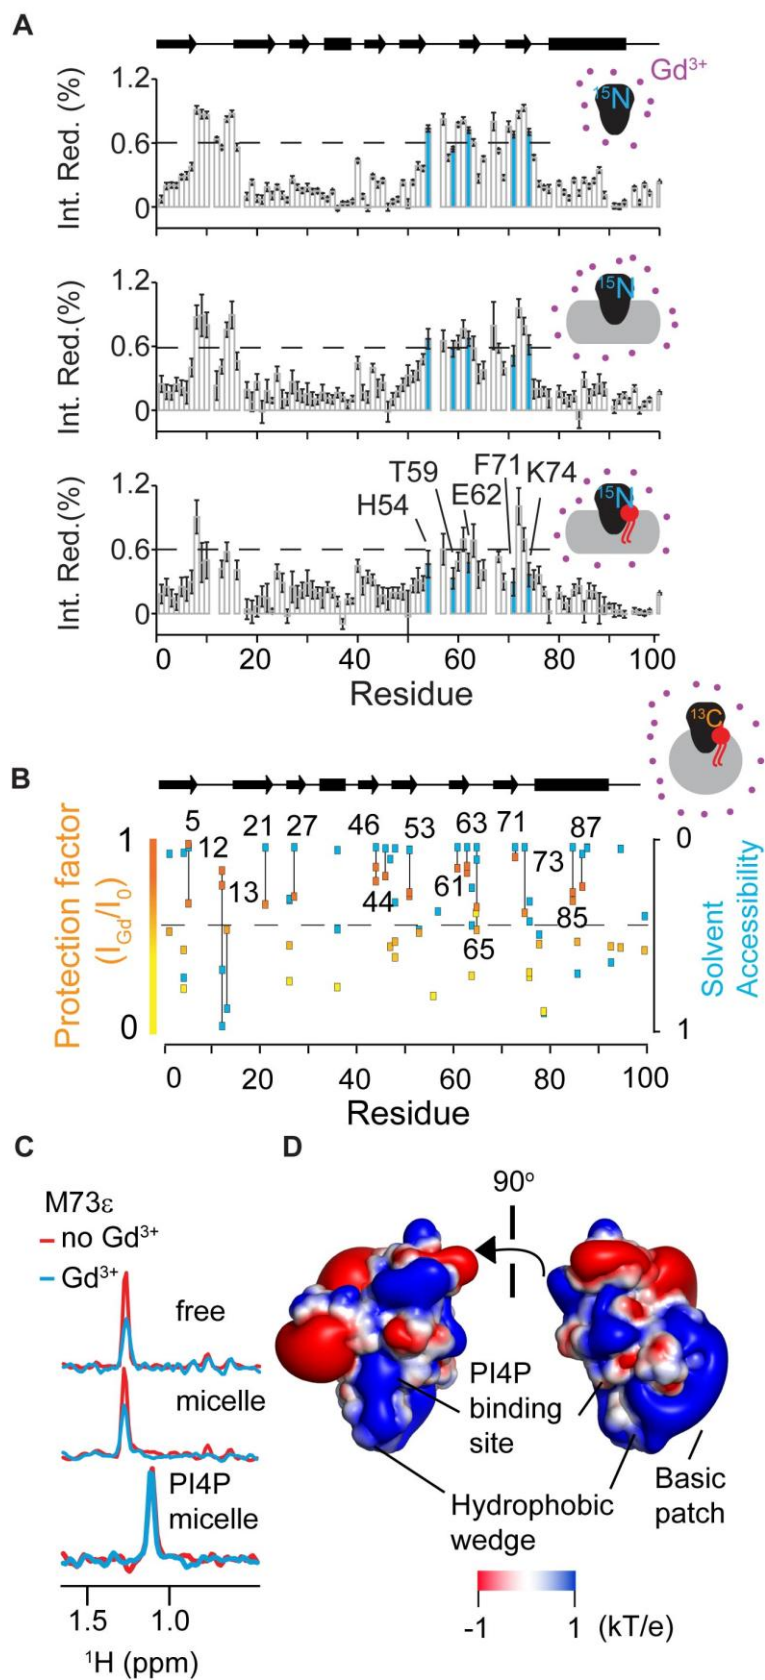 A
Gd³⁺
¹⁵N
1.2
0.6
0
Int. Red. (%)
¹⁵N
1.2
0.6
0
Int. Red.(%)
¹⁵N
1.2
0.6
0
Int. Red.(%)
H54
T59
E62
F71
K74
0 20 40 60 80 100
Residue
¹³C
B
5 21 27 46 53 63 71 87
12
13
44
61
65
73
85
1
0
Protection factor
(I_Gd/I_0)
0
1
Solvent
Accessibility
0 20 40 60 80 100
Residue
C
M73ε
no Gd³⁺
Gd³⁺
free
micelle
PI4P
micelle
1.5 1.0
¹H (ppm)
D
90º
PI4P
binding
site
Hydrophobic
wedge
Basic
patch
-1 1 (kT/e)